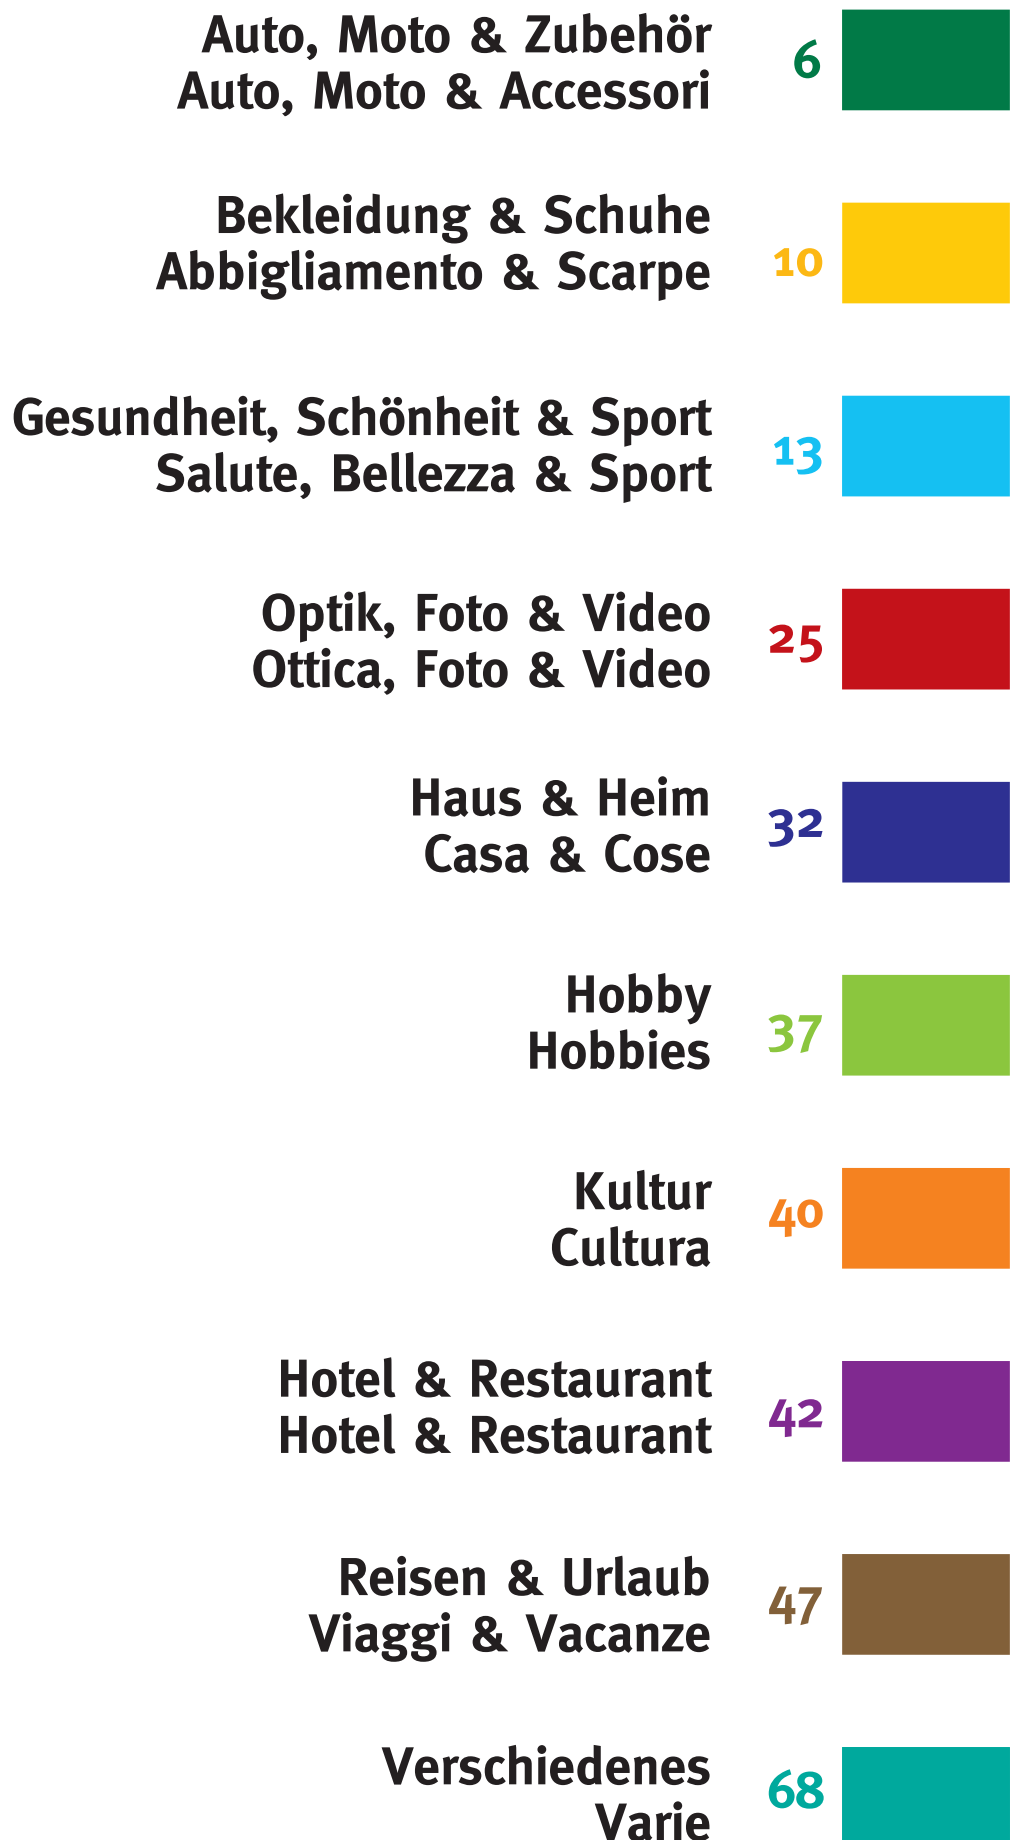 Auto, Moto & Zubehör
Auto, Moto & Accessori
6
Bekleidung & Schuhe
Abbigliamento & Scarpe
10
Gesundheit, Schönheit & Sport
Salute, Bellezza & Sport
13
Optik, Foto & Video
Ottica, Foto & Video
25
Haus & Heim
Casa & Cose
32
Hobby
Hobbies
37
Kultur
Cultura
40
Hotel & Restaurant
Hotel & Restaurant
42
Reisen & Urlaub
Viaggi & Vacanze
47
Verschiedenes
Varie
68